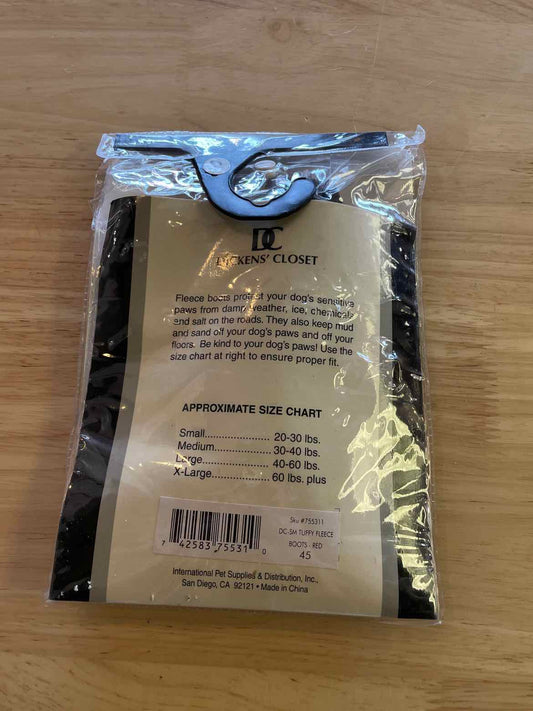 DC
DICKENS' CLOSET
Fleece boots protect your dog's sensitive
paws from damp weather, ice, chemicals
and salt on the roads. They also keep mud
and sand off your dog's paws and off your
floors. Be kind to your dog's paws! Use the
size chart at right to ensure proper fit.
APPROXIMATE SIZE CHART
Small...................... 20-30 lbs.
Medium................... 30-40 lbs.
Large....................... 40-60 lbs.
X-Large.................... 60 lbs. plus
Sku #755311
DC-SM TUFFY FLEECE
BOOTS - RED
45
7 42583 75531 0
International Pet Supplies & Distribution, Inc.,
San Diego, CA 92121 • Made in China